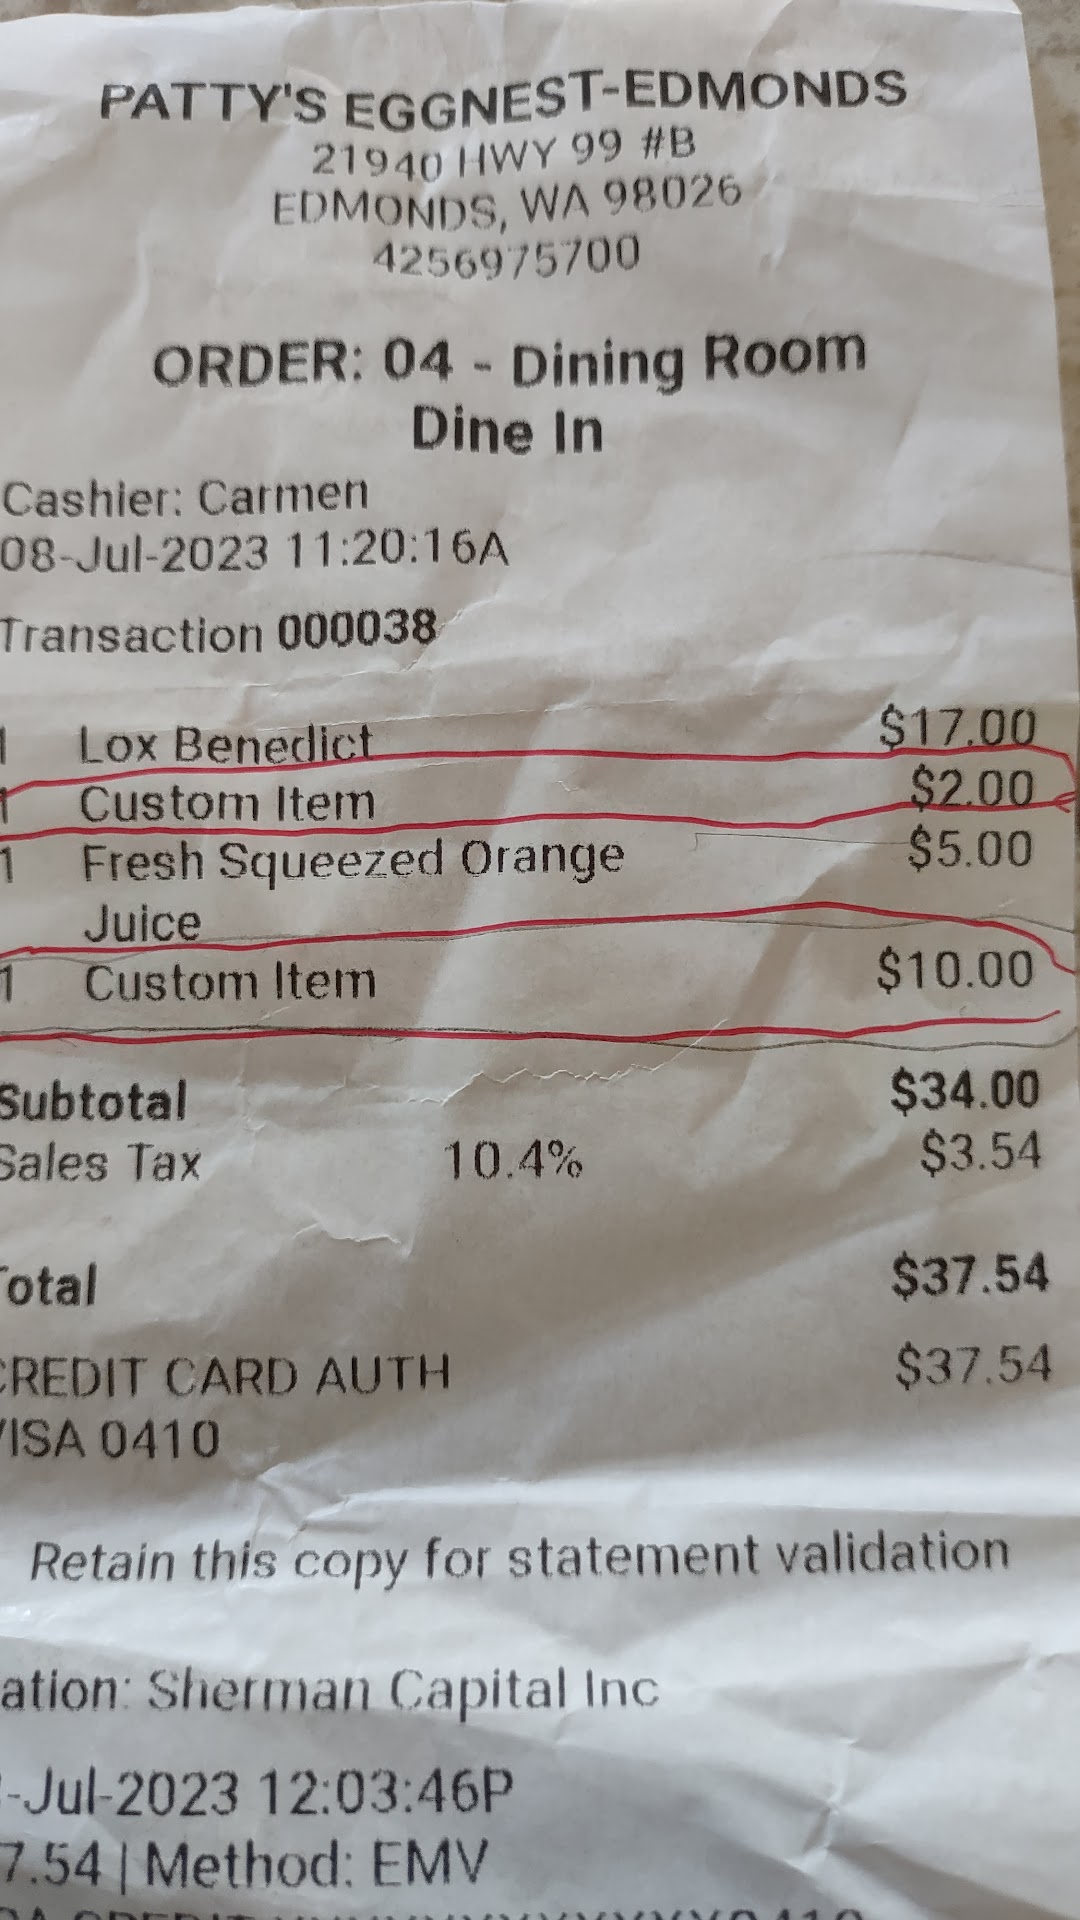 PATTY'S EGGNEST-EDMONDS
21940 HWY 99 #B
EDMONDS, WA 98026
4256975700
ORDER: 04 - Dining Room
Dine In
Cashier: Carmen
08-Jul-2023 11:20:16A
Transaction 000038
1 Lox Benedict $17.00
1 Custom Item $2.00
1 Fresh Squeezed Orange $5.00
Juice
1 Custom Item $10.00
Subtotal $34.00
Sales Tax 10.4% $3.54
Total $37.54
CREDIT CARD AUTH $37.54
VISA 0410
Retain this copy for statement validation
ation: Sherman Capital Inc
-Jul-2023 12:03:46P
7.54 | Method: EMV